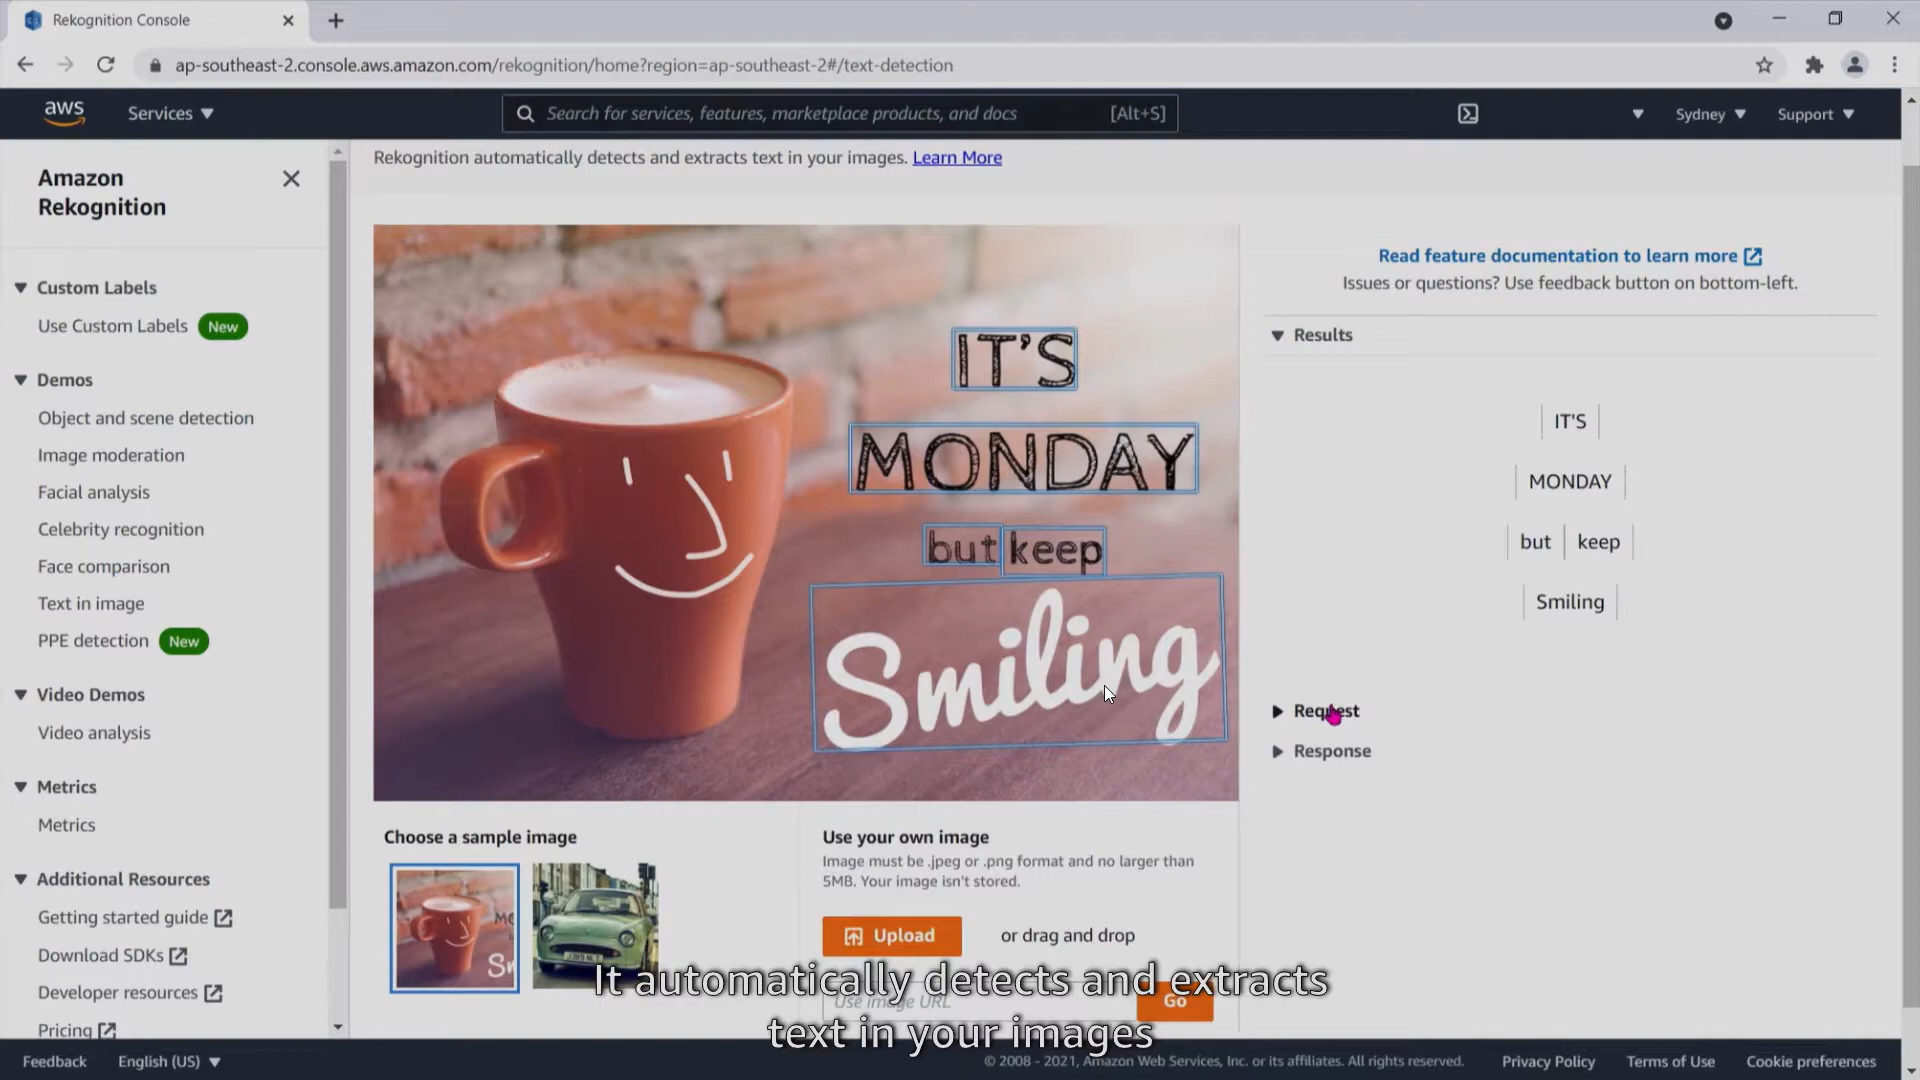 Rekognition Console
ap-southeast-2.console.aws.amazon.com/rekognition/home?region=ap-southeast-2#/text-detection
aws
Services
Search for services, features, marketplace products, and docs
[Alt+S]
Sydney
Support
Amazon
Rekognition
Custom Labels
Use Custom Labels New
Demos
Object and scene detection
Image moderation
Facial analysis
Celebrity recognition
Face comparison
Text in image
PPE detection New
Video Demos
Video analysis
Metrics
Metrics
Additional Resources
Getting started guide
Download SDKs
Developer resources
Pricing
Rekognition automatically detects and extracts text in your images. Learn More
IT'S
MONDAY
but keep
Smiling
Choose a sample image
Use your own image
Image must be .jpeg or .png format and no larger than
5MB. Your image isn't stored.
Upload
or drag and drop
Use image URL
Go
Read feature documentation to learn more
Issues or questions? Use feedback button on bottom-left.
Results
IT'S
MONDAY
but keep
Smiling
Request
Response
It automatically detects and extracts
text in your images
Feedback
English (US)
© 2008 - 2021, Amazon Web Services, Inc. or its affiliates. All rights reserved.
Privacy Policy
Terms of Use
Cookie preferences